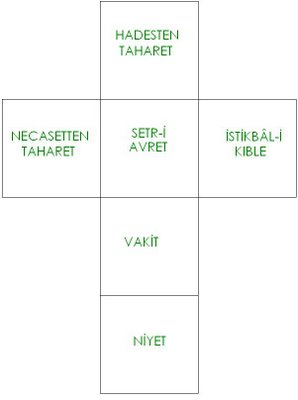 HADESTEN
TAHARET
NECASETTEN
TAHARET
SETR-İ
AVRET
İSTİKBÂL-İ
KIBLE
VAKİT
NİYET